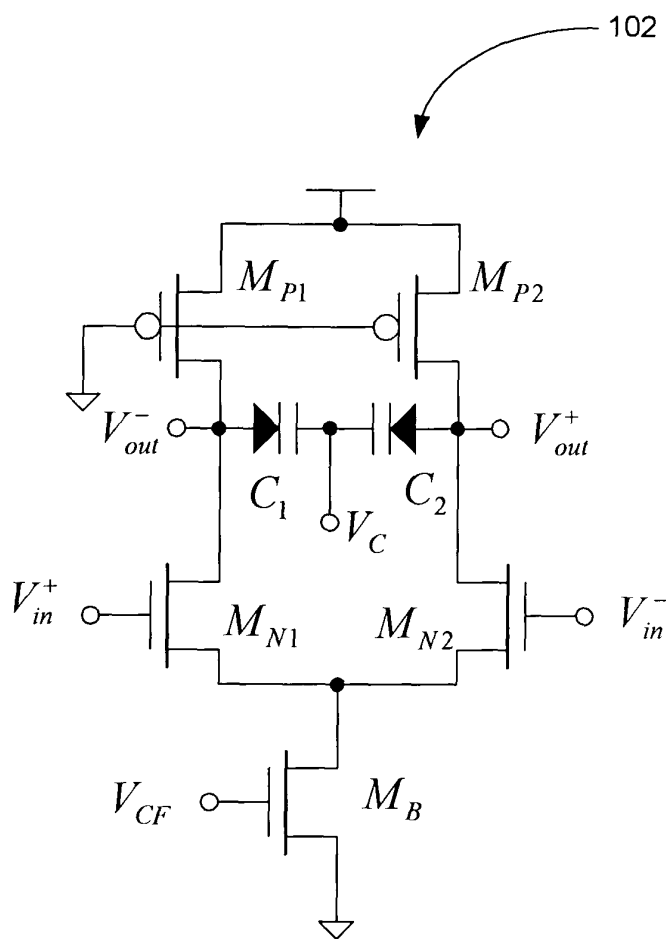 102
M_{P1}
M_{P2}
V_{out}^{-}
V_{out}^{+}
C_1
C_2
V_C
V_{in}^{+}
M_{N1}
M_{N2}
V_{in}^{-}
V_{CF}
M_B